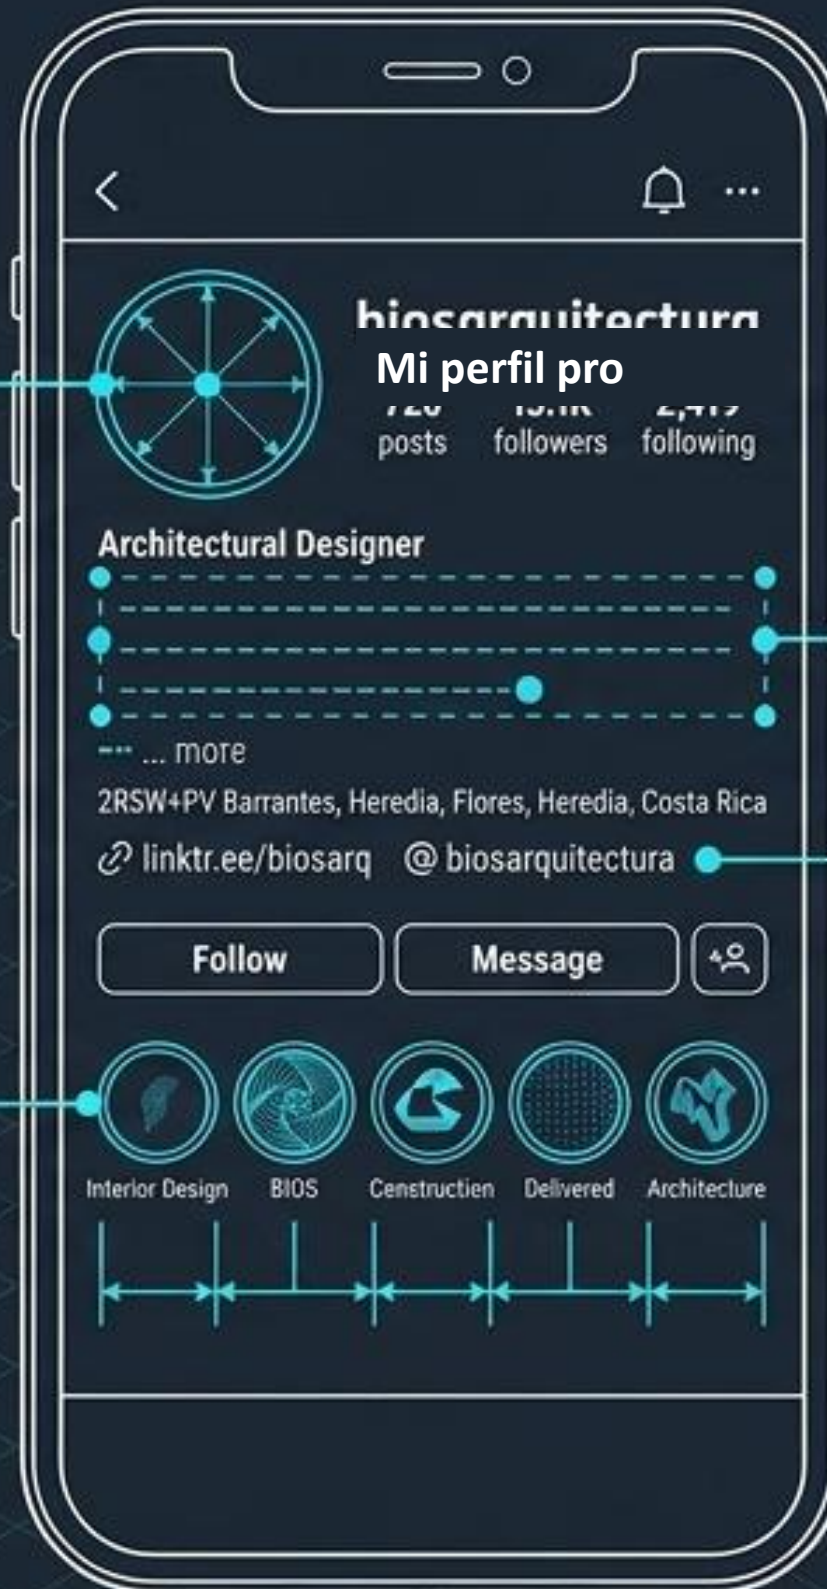 biosarquitectura
Mi perfil pro
posts followers following
Architectural Designer
... more
2RSW+PV Barrantes, Heredia, Flores, Heredia, Costa Rica
linktr.ee/biosarq @ biosarquitectura
Follow Message
Interior Design BIOS Censtructien Delivered Architecture